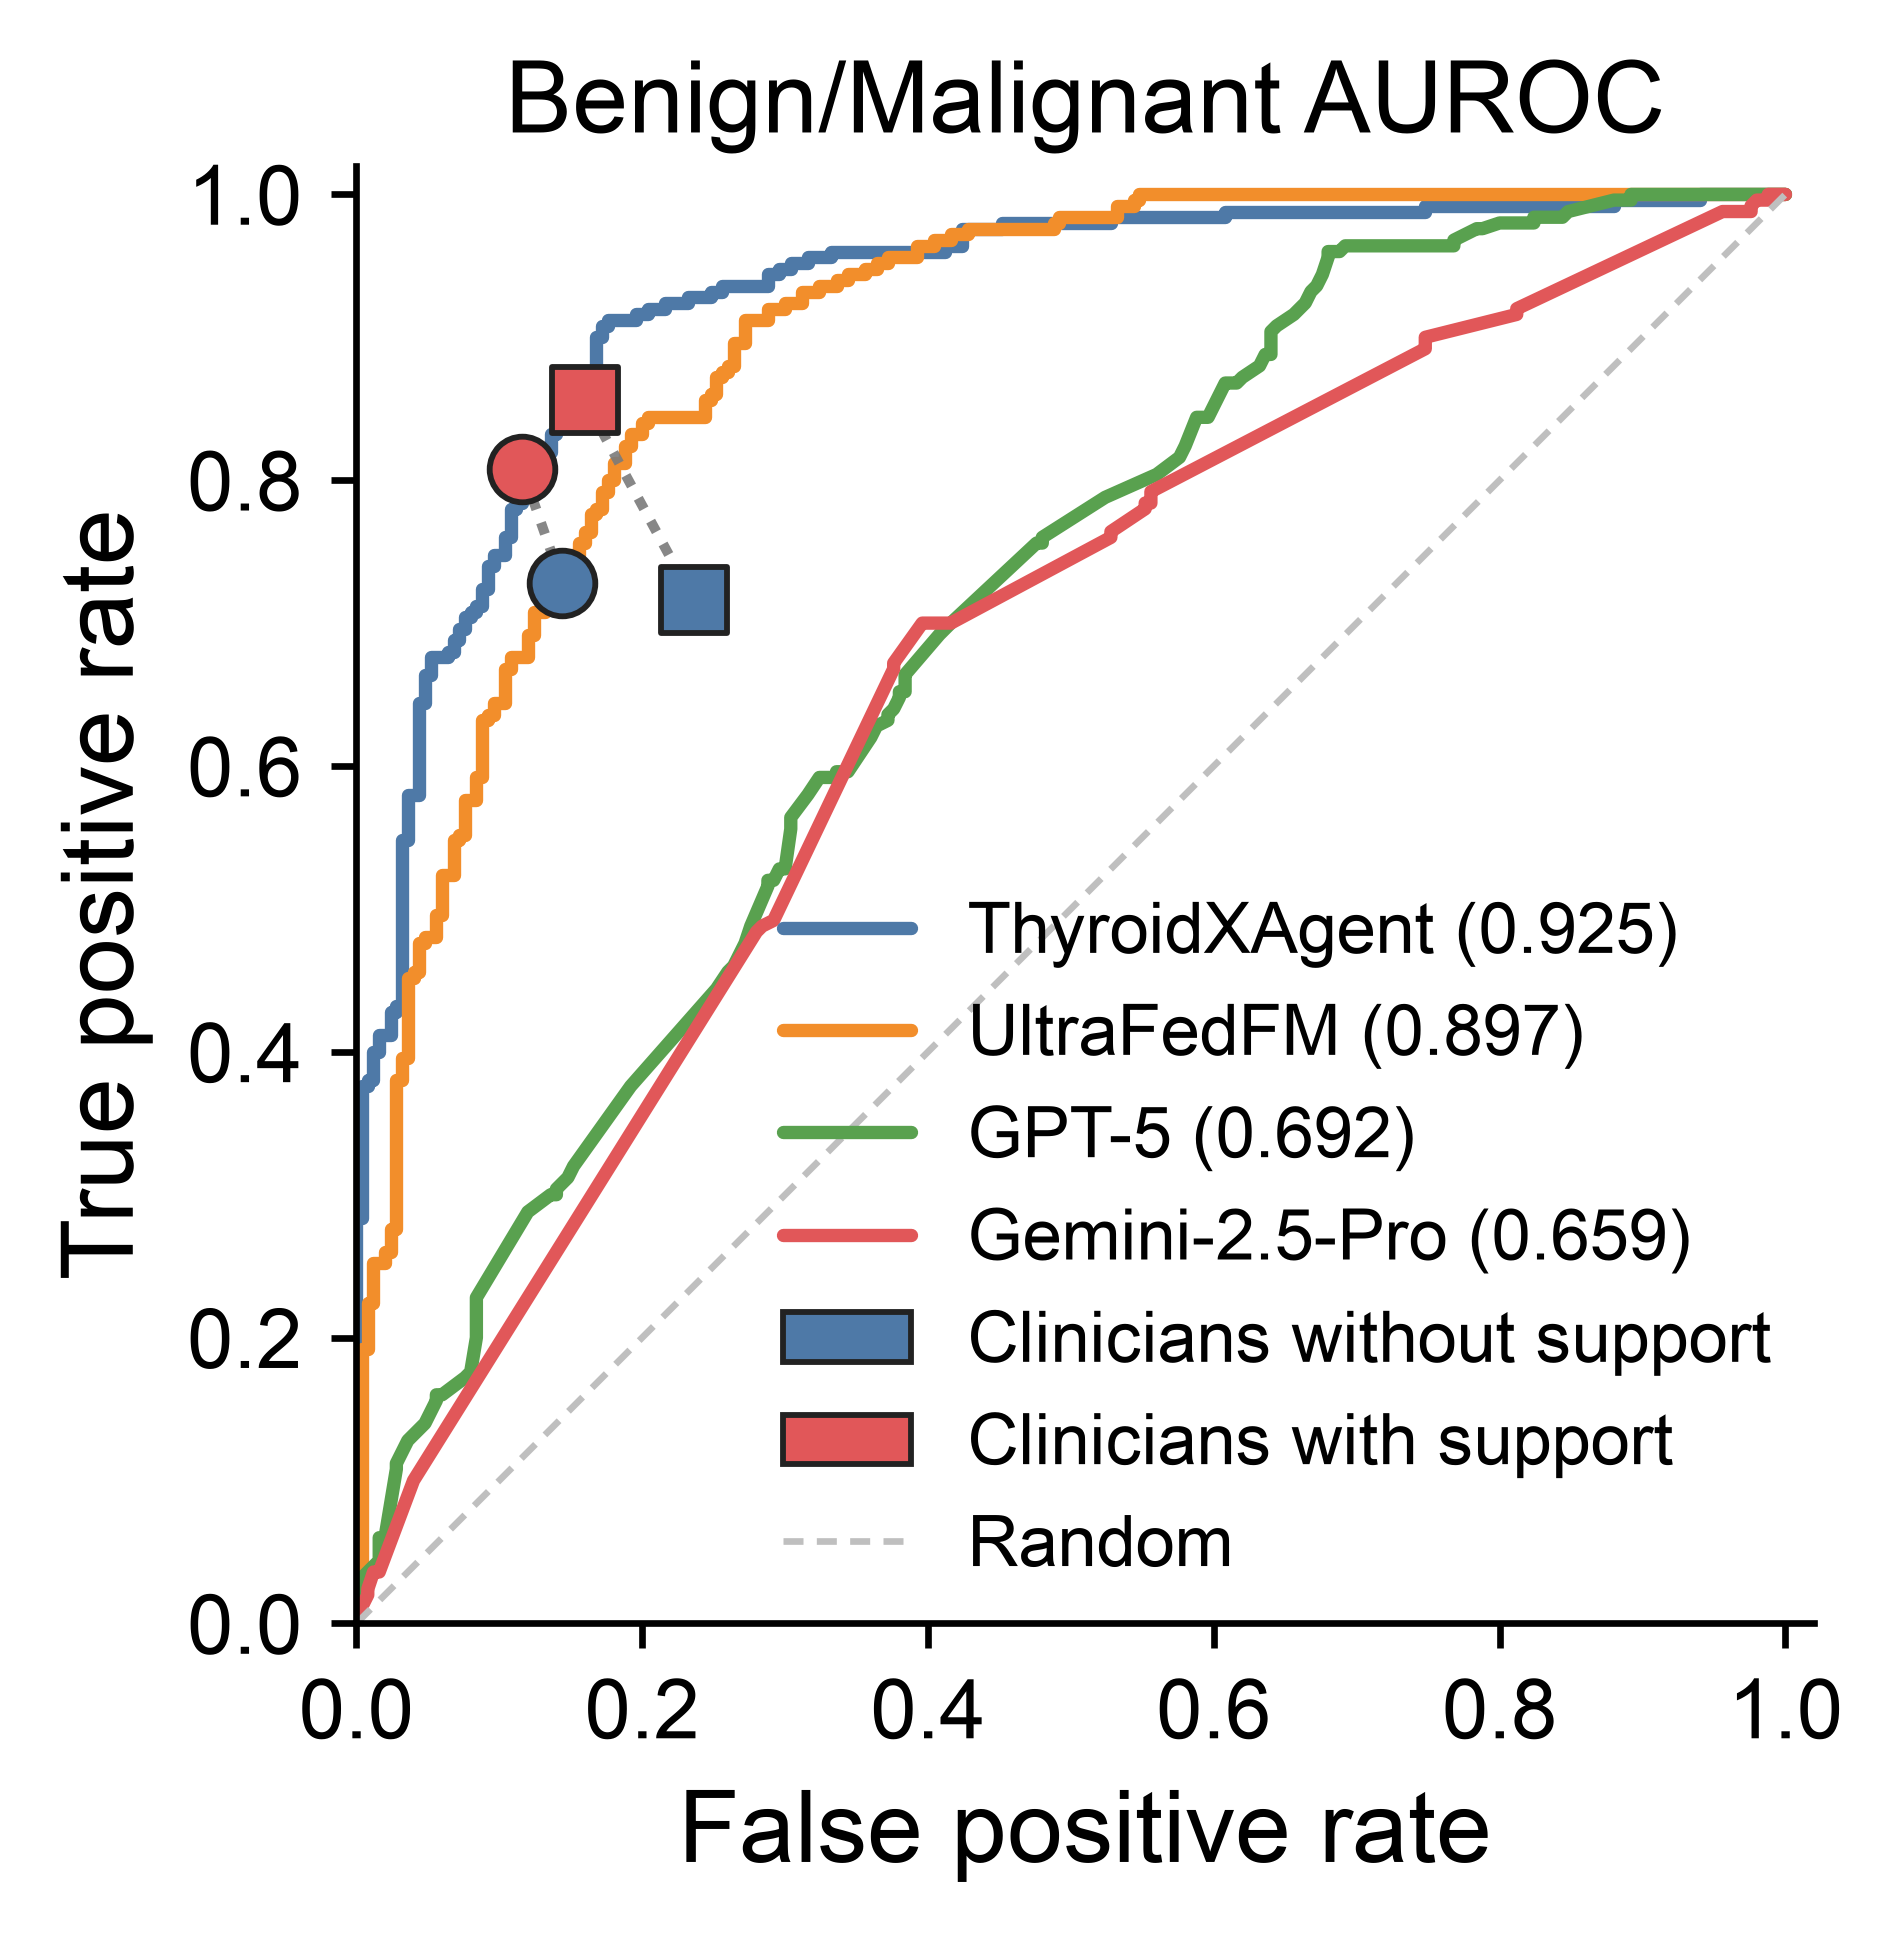 Benign/Malignant AUROC
1.0
0.8
0.6
0.4
0.2
0.0
True positive rate
ThyroidXAgent (0.925)
UltraFedFM (0.897)
GPT-5 (0.692)
Gemini-2.5-Pro (0.659)
Clinicians without support
Clinicians with support
Random
0.0 0.2 0.4 0.6 0.8 1.0
False positive rate